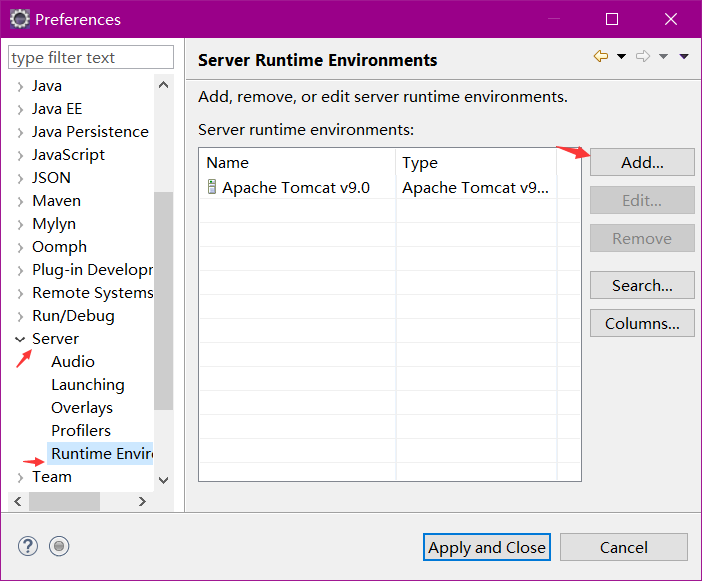 Preferences
type filter text
Java
Java EE
Java Persistence
JavaScript
JSON
Maven
Mylyn
Oomph
Plug-in Developr
Remote Systems
Run/Debug
Server
Audio
Launching
Overlays
Profilers
Runtime Envir
Team
Server Runtime Environments
Add, remove, or edit server runtime environments.
Server runtime environments:
Name Type
Apache Tomcat v9.0 Apache Tomcat v9...
Add...
Edit...
Remove
Search...
Columns...
?
Apply and Close Cancel